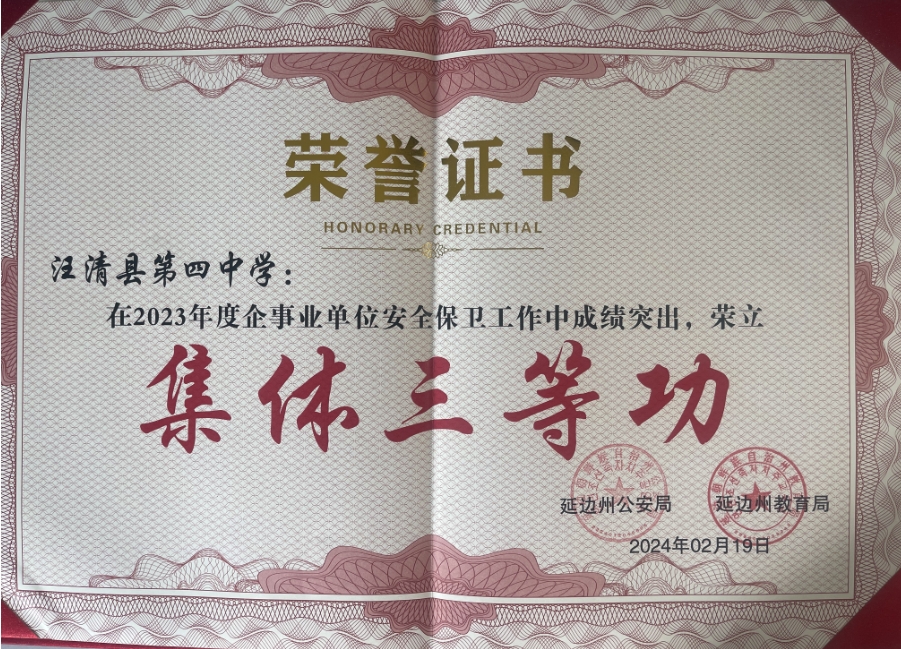 荣誉证书
HONORARY CREDENTIAL
汪清县第四中学：
在2023年度企事业单位安全保卫工作中成绩突出，荣立
集体三等功
延边州公安局 延边州教育局
2024年02月19日